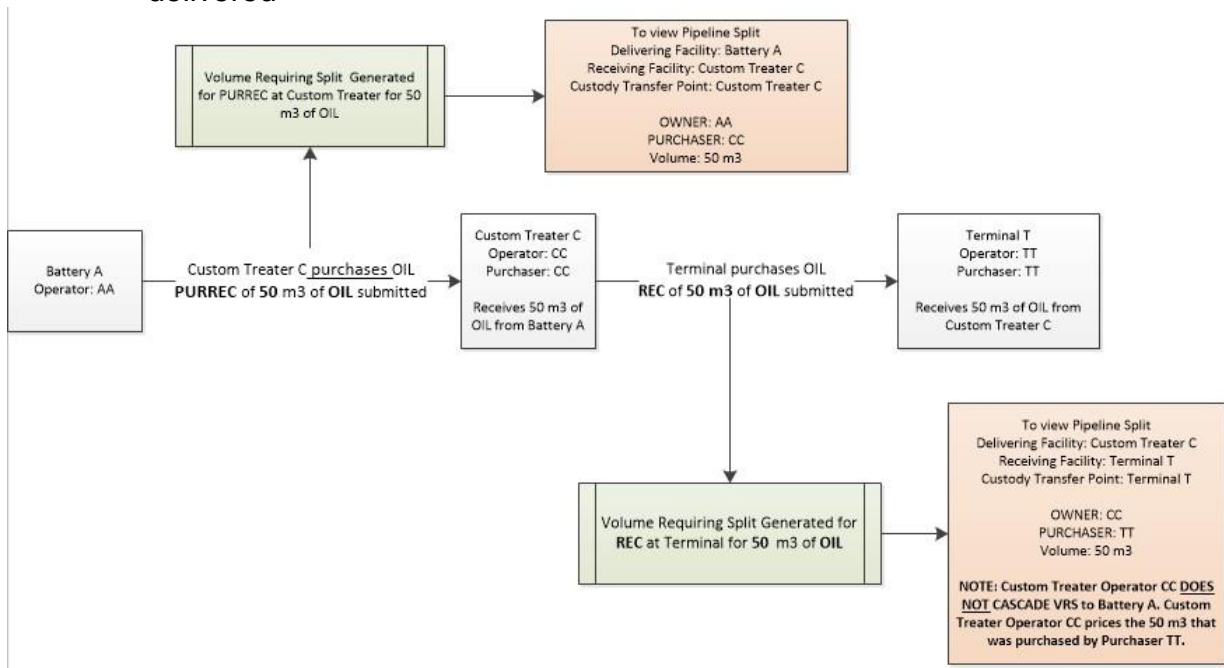 delivered
Volume Requiring Split Generated
for PURREC at Custom Treater for 50
m3 of OIL
To view Pipeline Split
Delivering Facility: Battery A
Receiving Facility: Custom Treater C
Custody Transfer Point: Custom Treater C
OWNER: AA
PURCHASER: CC
Volume: 50 m3
Battery A
Operator: AA
Custom Treater C purchases OIL
PURREC of 50 m3 of OIL submitted
Custom Treater C
Operator: CC
Purchaser: CC
Receives 50 m3 of
OIL from Battery A
Terminal purchases OIL
REC of 50 m3 of OIL submitted
Terminal T
Operator: TT
Purchaser: TT
Receives 50 m3 of OIL from
Custom Treater C
Volume Requiring Split Generated for
REC at Terminal for 50 m3 of OIL
To view Pipeline Split
Delivering Facility: Custom Treater C
Receiving Facility: Terminal T
Custody Transfer Point: Terminal T
OWNER: CC
PURCHASER: TT
Volume: 50 m3
NOTE: Custom Treater Operator CC DOES
NOT CASCADE VRS to Battery A. Custom
Treater Operator CC prices the 50 m3 that
was purchased by Purchaser TT.